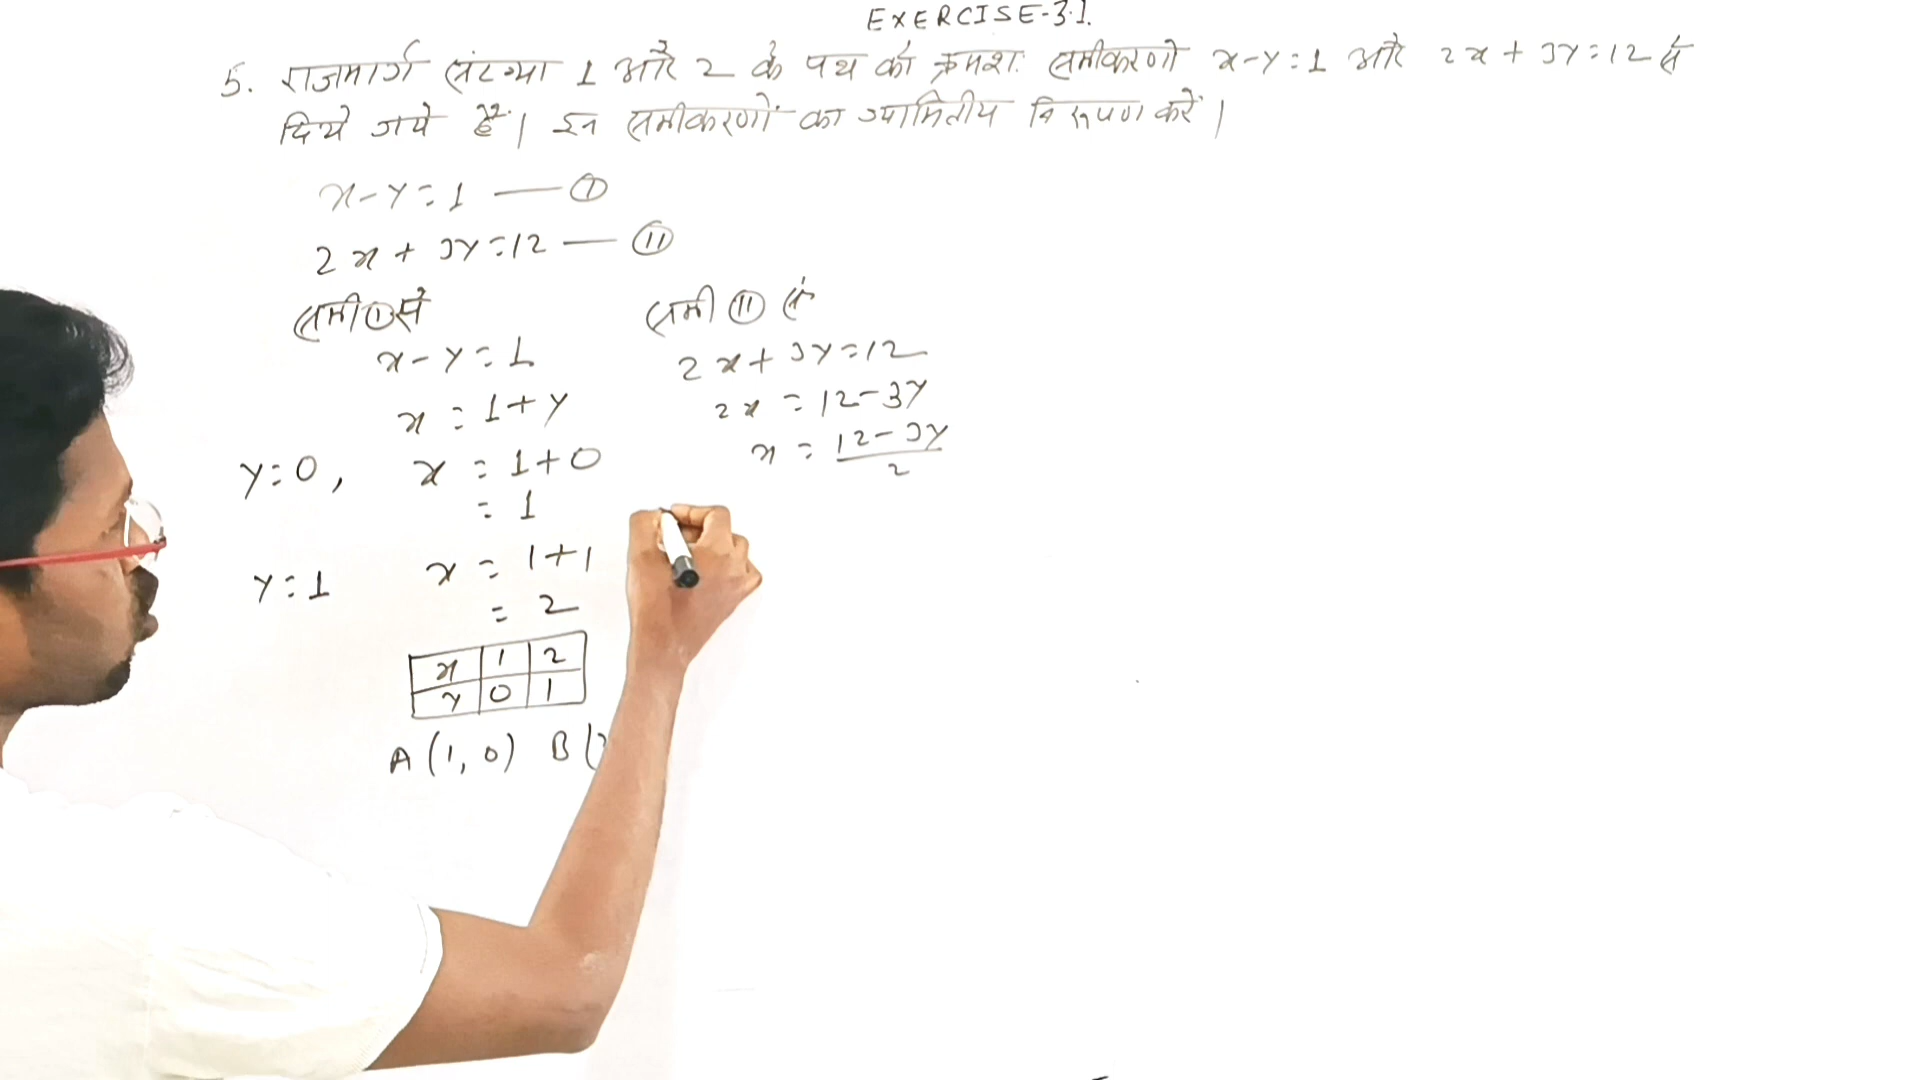 EXERCISE-3.1.
5. राजमार्ग संख्या 1 और 2 के पथ को क्रमशः समीकरणो x-y=1 और 2x+3y=12 से
दिये गये है। इन समीकरणों का ज्यामितीय निरूपण करें।
x-y=1 — I
2x+3y=12 — II
समी I से
x-y=1
x=1+y
y=0, x=1+0
=1
y=1 x=1+1
=2
x 1 2
y 0 1
A(1,0) B(
समी II से
2x+3y=12
2x=12-3y
x=12-3y
2